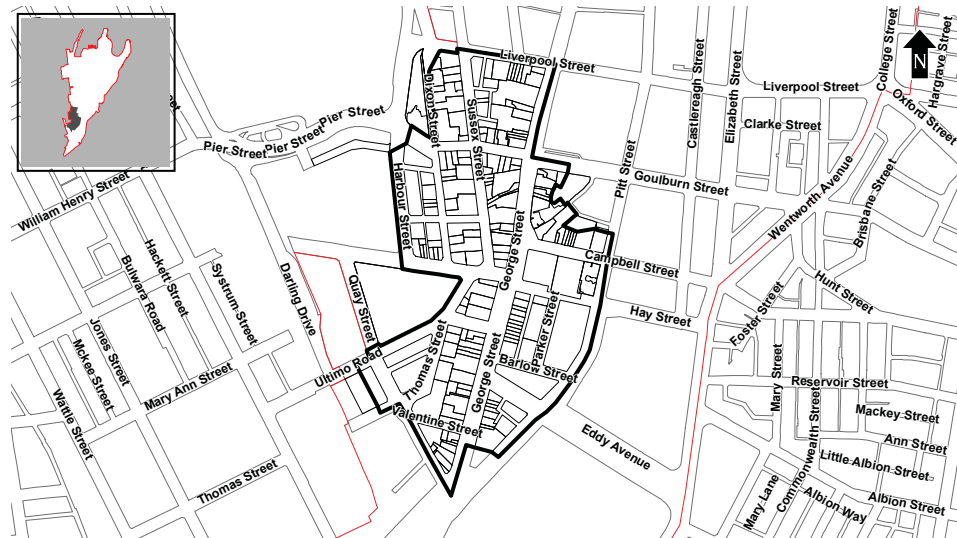 College Street
Hargrave Street
N
Liverpool Street
Liverpool Street
Oxford Street
Dixon Street
Sussex Street
Castlereagh Street
Elizabeth Street
Clarke Street
Pier Street
Pier Street
Pier Street
Pitt Street
Goulburn Street
Wentworth Avenue
Brisbane Street
William Henry Street
Harbour Street
George Street
Campbell Street
Hackett Street
Bulwara Road
Systrum Street
Darling Drive
Quay Street
Hunt Street
Foster Street
Hay Street
Jones Street
Mckee Street
Thomas Street
George Street
Parker Street
Barlow Street
Ultimo Road
Mary Ann Street
Wattle Street
Mary Street
Reservoir Street
Mackey Street
Commonwealth Street
Valentine Street
Eddy Avenue
Ann Street
Little Albion Street
Thomas Street
Mary Lane
Albion Way
Albion Street